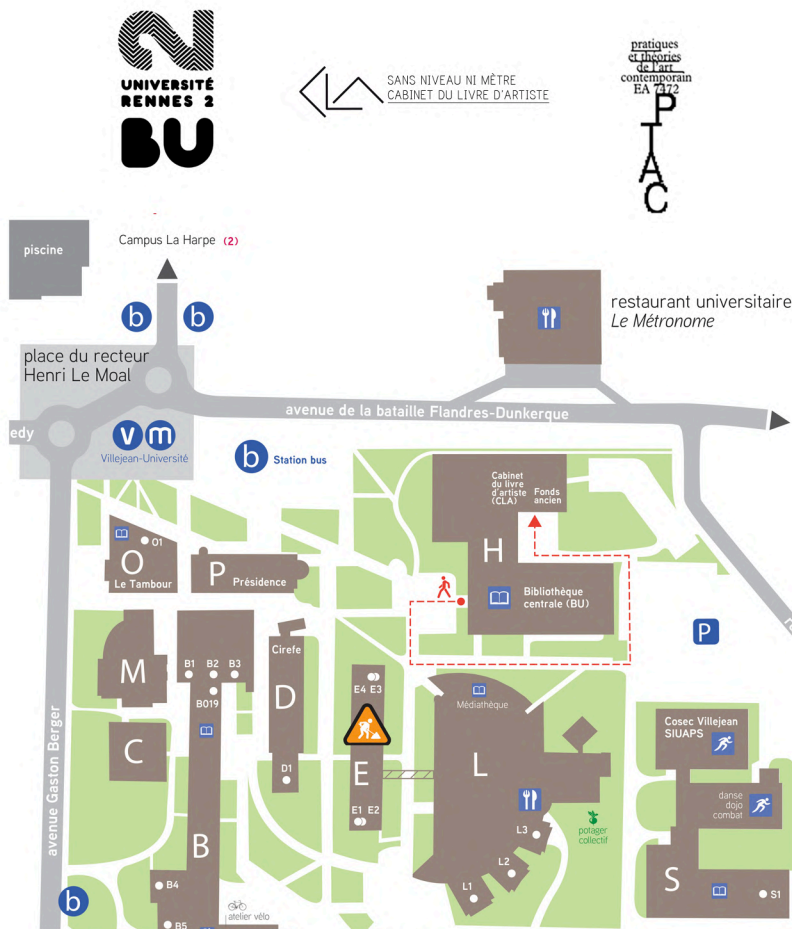 UNIVERSITÉ
RENNES 2
BU
SANS NIVEAU NI MÈTRE
CABINET DU LIVRE D'ARTISTE
pratiques
et théories
de l'art
contemporain
EA 7472
PTAC
piscine
Campus La Harpe (2)
b b
restaurant universitaire
Le Métronome
place du recteur
Henri Le Moal
avenue de la bataille Flandres-Dunkerque
edy
v m
Villejean-Université
b Station bus
Cabinet
du livre
d'artiste
(CLA)
Fonds
ancien
H
O1
O
Le Tambour
P
Présidence
Bibliothèque
centrale (BU)
P
M
B1 B2 B3
B019
Cirefe
D
E4 E3
Médiathèque
Cosec Villejean
SIUAPS
avenue Gaston Berger
C
D1
E
L
danse
dojo
combat
E1 E2
L3
potager
collectif
B
L2
B4
L1
S
S1
b
atelier vélo
B5